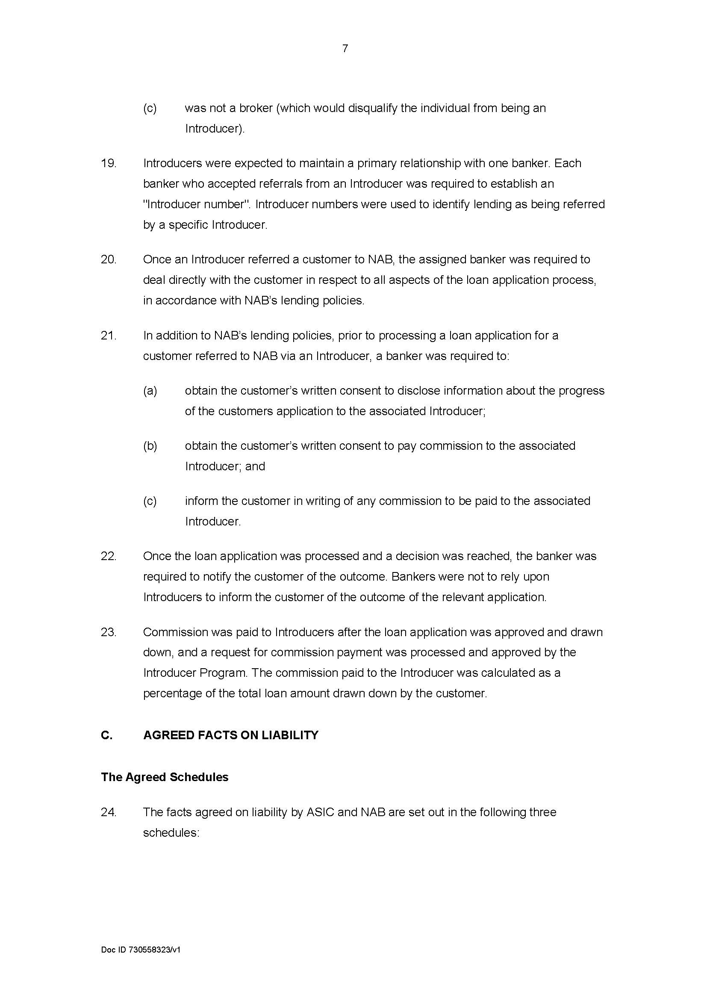 7
(c) was not a broker (which would disqualify the individual from being an
Introducer).
19. Introducers were expected to maintain a primary relationship with one banker. Each
banker who accepted referrals from an Introducer was required to establish an
"Introducer number". Introducer numbers were used to identify lending as being referred
by a specific Introducer.
20. Once an Introducer referred a customer to NAB, the assigned banker was required to
deal directly with the customer in respect to all aspects of the loan application process,
in accordance with NAB’s lending policies.
21. In addition to NAB’s lending policies, prior to processing a loan application for a
customer referred to NAB via an Introducer, a banker was required to:
(a) obtain the customer’s written consent to disclose information about the progress
of the customers application to the associated Introducer;
(b) obtain the customer’s written consent to pay commission to the associated
Introducer; and
(c) inform the customer in writing of any commission to be paid to the associated
Introducer.
22. Once the loan application was processed and a decision was reached, the banker was
required to notify the customer of the outcome. Bankers were not to rely upon
Introducers to inform the customer of the outcome of the relevant application.
23. Commission was paid to Introducers after the loan application was approved and drawn
down, and a request for commission payment was processed and approved by the
Introducer Program. The commission paid to the Introducer was calculated as a
percentage of the total loan amount drawn down by the customer.
C. AGREED FACTS ON LIABILITY
The Agreed Schedules
24. The facts agreed on liability by ASIC and NAB are set out in the following three
schedules:
Doc ID 730558323/v1